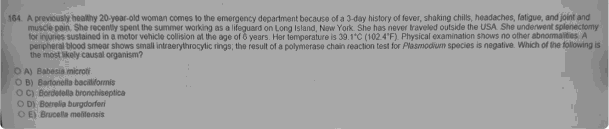 164. A previously healthy 20-year-old woman comes to the emergency department because of a 3-day history of fever, shaking chills, headaches, fatigue, and joint and
muscle pain. She recently spent the summer working as a lifeguard on Long Island, New York. She has never traveled outside the USA. She underwent splenectomy
for injuries sustained in a motor vehicle collision at the age of 6 years. Her temperature is 39.1°C (102.4°F). Physical examination shows no other abnormalities. A
peripheral blood smear shows small intraerythrocytic rings; the result of a polymerase chain reaction test for Plasmodium species is negative. Which of the following is
the most likely causal organism?
A) Babesia microti
B) Bartonella bacilliformis
C) Bordetella bronchiseptica
D) Borrelia burgdorferi
E) Brucella melitensis